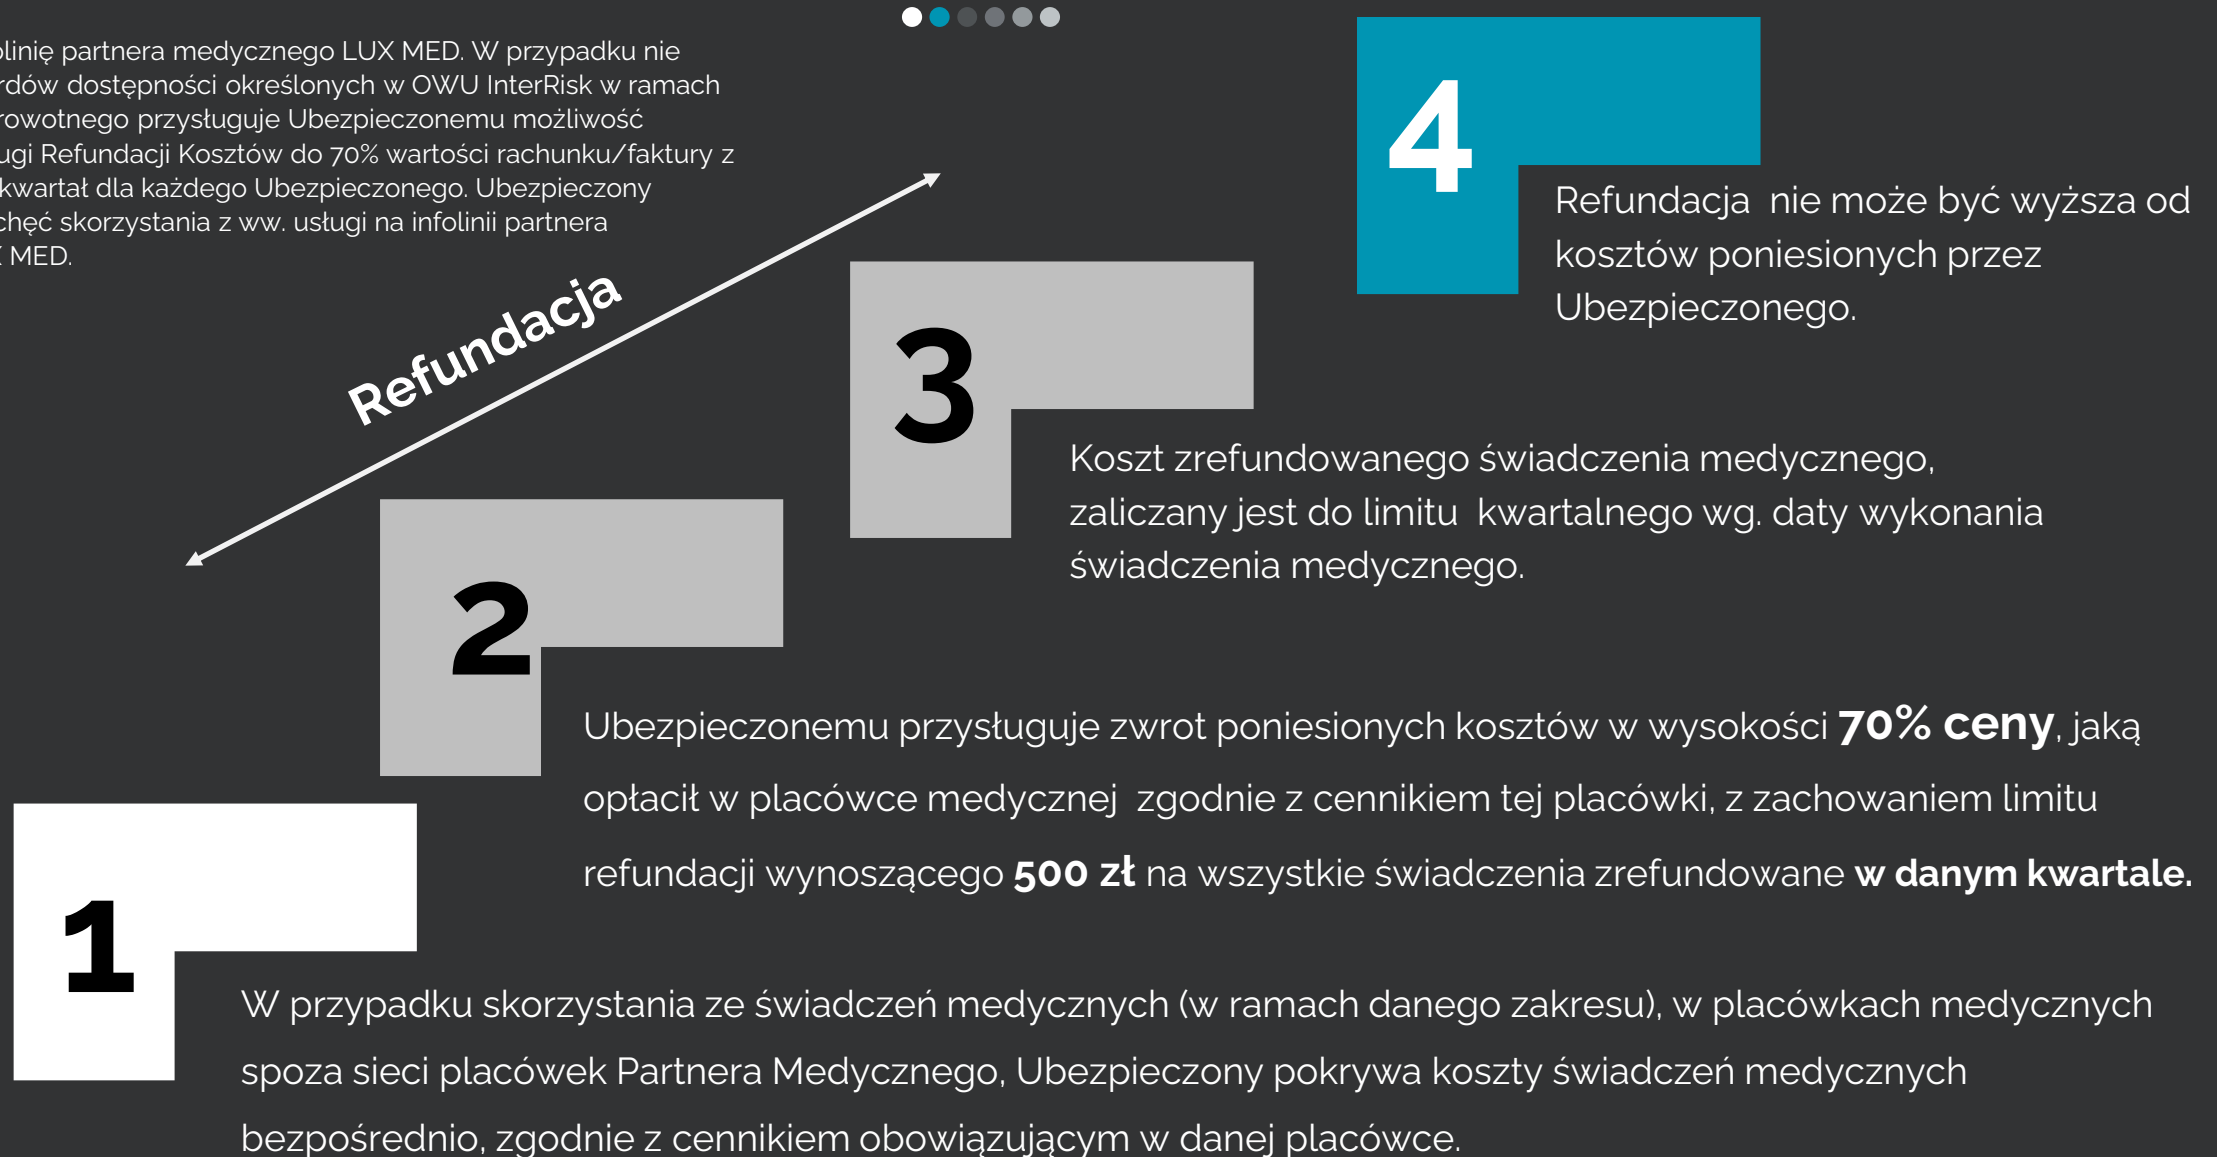 linię partnera medycznego LUX MED. W przypadku nie
dów dostępności określonych w OWU InterRisk w ramach
rowotnego przysługuje Ubezpieczonemu możliwość
ugi Refundacji Kosztów do 70% wartości rachunku/faktury z
kwartał dla każdego Ubezpieczonego. Ubezpieczony
chęć skorzystania z ww. usługi na infolinii partnera
MED.
Refundacja
4
Refundacja nie może być wyższa od
kosztów poniesionych przez
Ubezpieczonego.
3
Koszt zrefundowanego świadczenia medycznego,
zaliczany jest do limitu kwartalnego wg. daty wykonania
świadczenia medycznego.
2
Ubezpieczonemu przysługuje zwrot poniesionych kosztów w wysokości 70% ceny, jaką
opłacił w placówce medycznej zgodnie z cennikiem tej placówki, z zachowaniem limitu
refundacji wynoszącego 500 zł na wszystkie świadczenia zrefundowane w danym kwartale.
1
W przypadku skorzystania ze świadczeń medycznych (w ramach danego zakresu), w placówkach medycznych
spoza sieci placówek Partnera Medycznego, Ubezpieczony pokrywa koszty świadczeń medycznych
bezpośrednio, zgodnie z cennikiem obowiązującym w danej placówce.